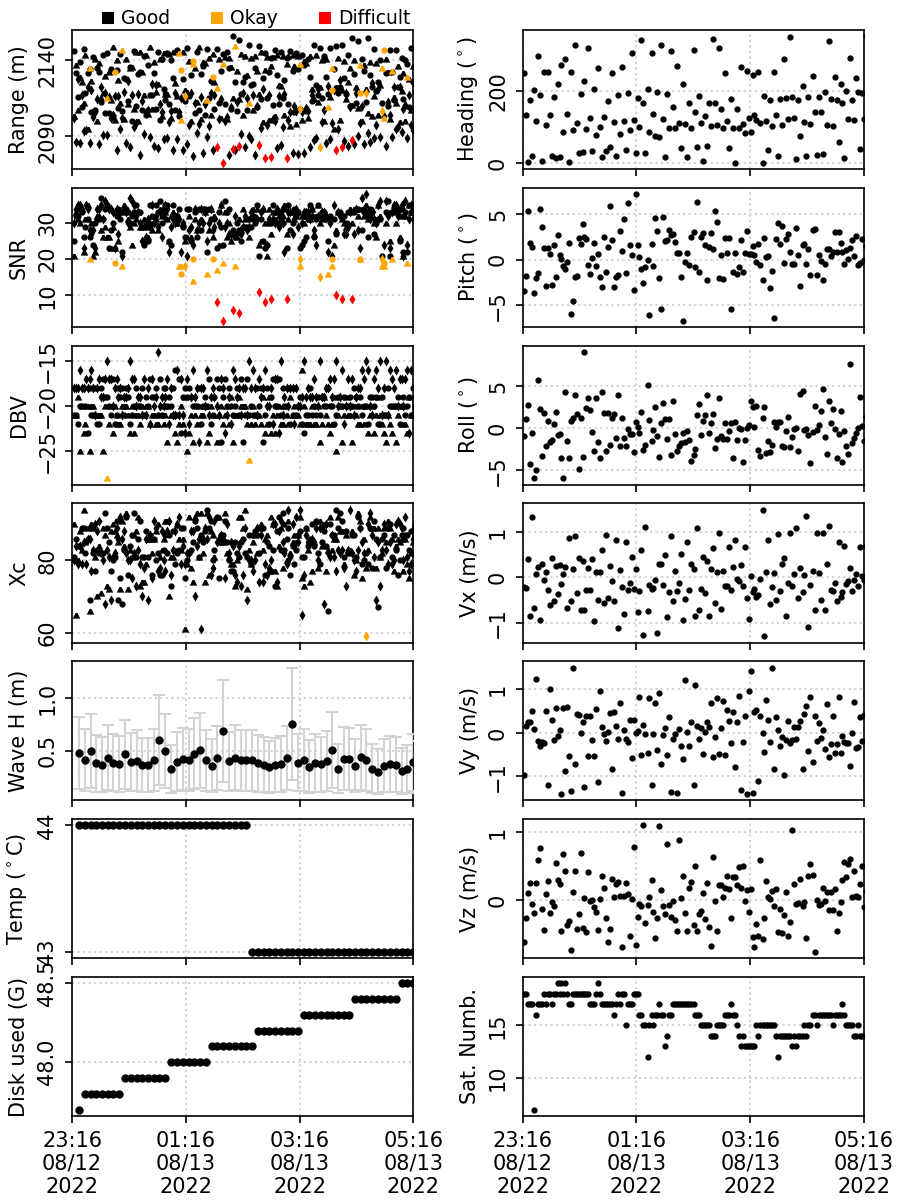 Good Okay Difficult
Range (m)
2140
2090
Heading (°)
200
0
SNR
30
20
10
Pitch (°)
5
0
−5
DBV
−15
−20
−25
Roll (°)
5
0
−5
Xc
80
60
Vx (m/s)
1
0
−1
Wave H (m)
1.0
0.5
Vy (m/s)
1
0
−1
Temp (°C)
44
43
Vz (m/s)
1
0
Disk used (G)
48.5
48.0
Sat. Numb.
15
10
23:16 01:16 03:16 05:16
08/12 08/13 08/13 08/13
2022 2022 2022 2022
23:16 01:16 03:16 05:16
08/12 08/13 08/13 08/13
2022 2022 2022 2022